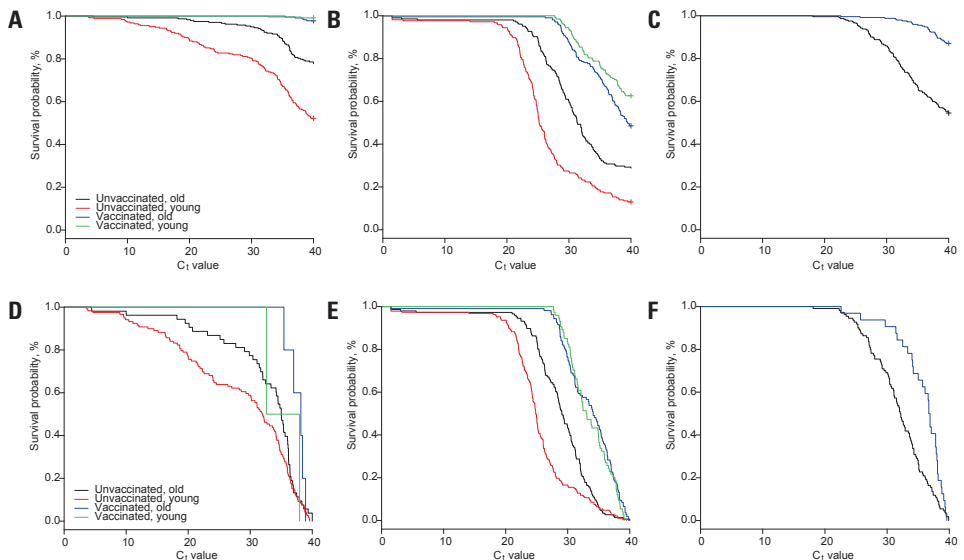 A
Survival probability, %
1.0
0.8
0.6
0.4
0.2
0.0
Unvaccinated, old
Unvaccinated, young
Vaccinated, old
Vaccinated, young
0 10 20 30 40
Ct value
B
Survival probability, %
1.0
0.8
0.6
0.4
0.2
0.0
0 10 20 30 40
Ct value
C
Survival probability, %
1.0
0.8
0.6
0.4
0.2
0.0
0 10 20 30 40
Ct value
D
Survival probability, %
1.0
0.8
0.6
0.4
0.2
0.0
Unvaccinated, old
Unvaccinated, young
Vaccinated, old
Vaccinated, young
0 10 20 30 40
Ct value
E
Survival probability, %
1.0
0.8
0.6
0.4
0.2
0.0
0 10 20 30 40
Ct value
F
Survival probability, %
1.0
0.8
0.6
0.4
0.2
0.0
0 10 20 30 40
Ct value